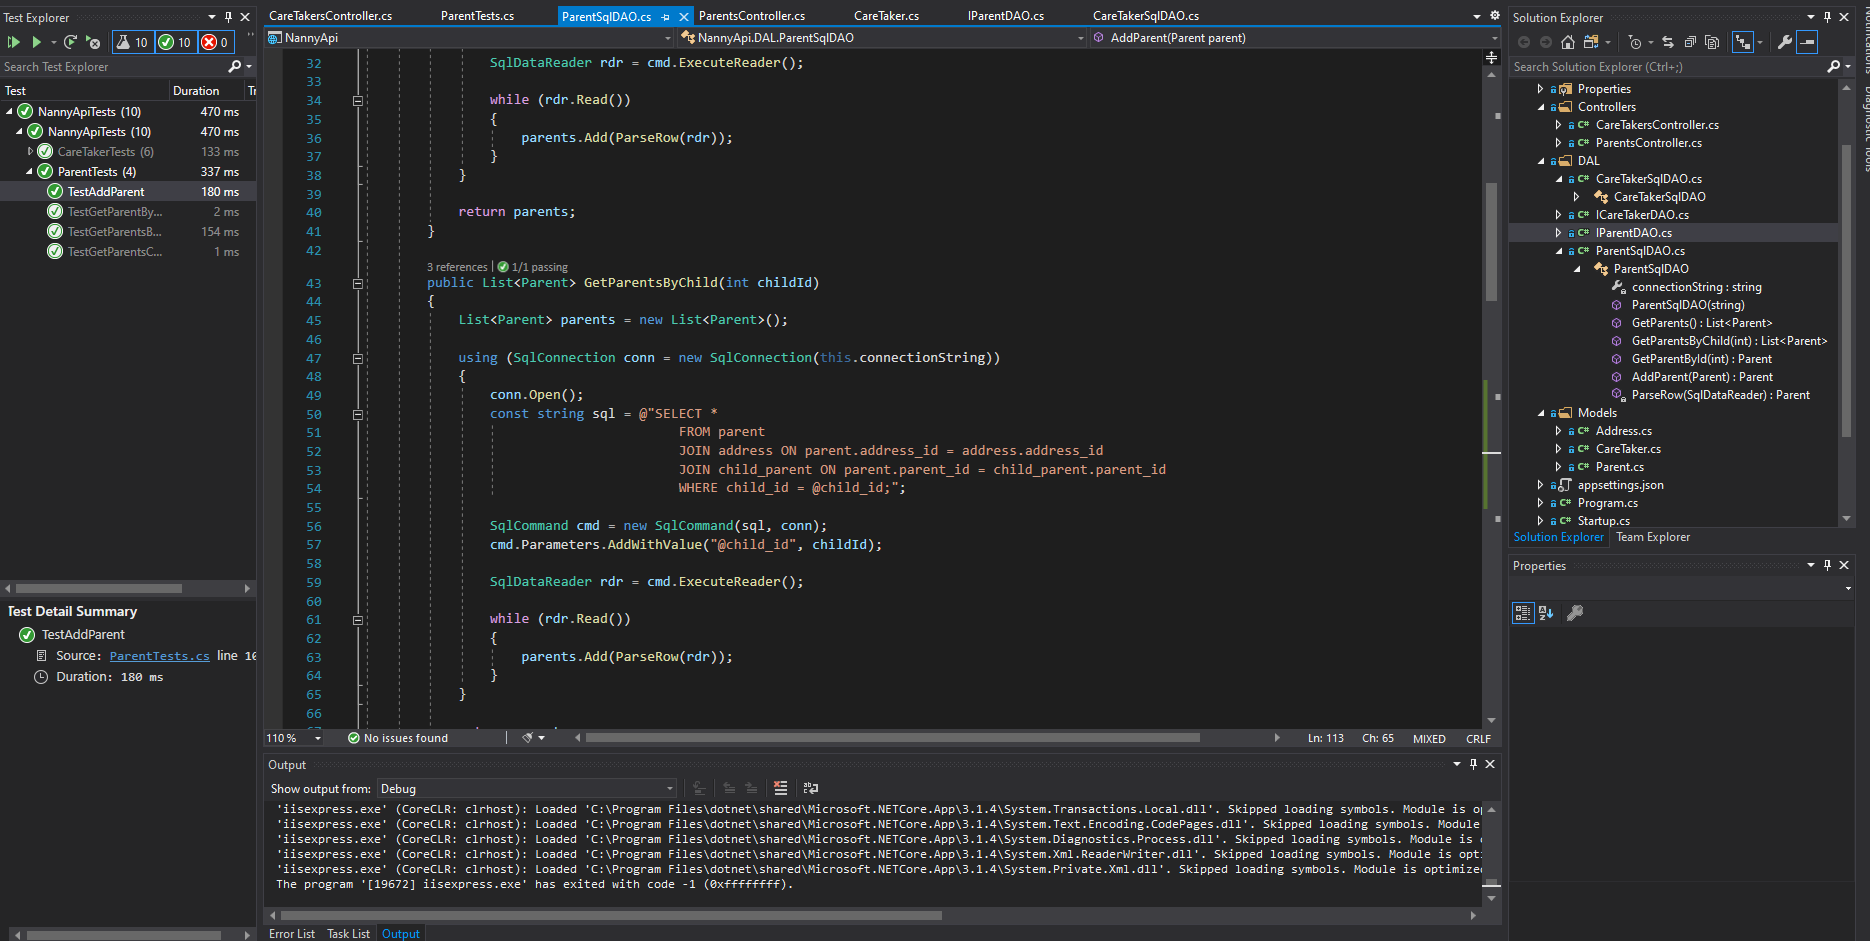 Test Explorer
10
10
0
Search Test Explorer
Test
Duration
NannyApiTests (10)
470 ms
NannyApiTests (10)
470 ms
CareTakerTests (6)
133 ms
ParentTests (4)
337 ms
TestAddParent
180 ms
TestGetParentBy...
2 ms
TestGetParentsB...
154 ms
TestGetParentsC...
1 ms
Test Detail Summary
TestAddParent
Source: ParentTests.cs line
Duration: 180 ms
CareTakersController.cs
ParentTests.cs
ParentSqlDAO.cs
ParentsController.cs
CareTaker.cs
IParentDAO.cs
CareTakerSqlDAO.cs
NannyApi
NannyApi.DAL.ParentSqlDAO
AddParent(Parent parent)
32 SqlDataReader rdr = cmd.ExecuteReader();
33
34 while (rdr.Read())
35 {
36 parents.Add(ParseRow(rdr));
37 }
38 }
39
40 return parents;
41 }
42
3 references | 1/1 passing
43 public List<Parent> GetParentsByChild(int childId)
44 {
45 List<Parent> parents = new List<Parent>();
46
47 using (SqlConnection conn = new SqlConnection(this.connectionString))
48 {
49 conn.Open();
50 const string sql = @"SELECT *
51 FROM parent
52 JOIN address ON parent.address_id = address.address_id
53 JOIN child_parent ON parent.parent_id = child_parent.parent_id
54 WHERE child_id = @child_id;";
55
56 SqlCommand cmd = new SqlCommand(sql, conn);
57 cmd.Parameters.AddWithValue("@child_id", childId);
58
59 SqlDataReader rdr = cmd.ExecuteReader();
60
61 while (rdr.Read())
62 {
63 parents.Add(ParseRow(rdr));
64 }
65 }
66
110 %
No issues found
Ln: 113
Ch: 65
MIXED
CRLF
Output
Show output from: Debug
'iisexpress.exe' (CoreCLR: clrhost): Loaded 'C:\Program Files\dotnet\shared\Microsoft.NETCore.App\3.1.4\System.Transactions.Local.dll'. Skipped loading symbols. Module is
'iisexpress.exe' (CoreCLR: clrhost): Loaded 'C:\Program Files\dotnet\shared\Microsoft.NETCore.App\3.1.4\System.Text.Encoding.CodePages.dll'. Skipped loading symbols. Module
'iisexpress.exe' (CoreCLR: clrhost): Loaded 'C:\Program Files\dotnet\shared\Microsoft.NETCore.App\3.1.4\System.Diagnostics.Process.dll'. Skipped loading symbols. Module is
'iisexpress.exe' (CoreCLR: clrhost): Loaded 'C:\Program Files\dotnet\shared\Microsoft.NETCore.App\3.1.4\System.Xml.ReaderWriter.dll'. Skipped loading symbols. Module is
'iisexpress.exe' (CoreCLR: clrhost): Loaded 'C:\Program Files\dotnet\shared\Microsoft.NETCore.App\3.1.4\System.Private.Xml.dll'. Skipped loading symbols. Module is
The program '[19672] iisexpress.exe' has exited with code -1 (0xffffffff).
Error List
Task List
Output
Solution Explorer
Search Solution Explorer (Ctrl+;)
Properties
Controllers
C# CareTakersController.cs
C# ParentsController.cs
DAL
C# CareTakerSqlDAO.cs
CareTakerSqlDAO
C# ICareTakerDAO.cs
C# IParentDAO.cs
C# ParentSqlDAO.cs
ParentSqlDAO
connectionString : string
ParentSqlDAO(string)
GetParents() : List<Parent>
GetParentsByChild(int) : List<Parent>
GetParentById(int) : Parent
AddParent(Parent) : Parent
ParseRow(SqlDataReader) : Parent
Models
C# Address.cs
C# CareTaker.cs
C# Parent.cs
appsettings.json
C# Program.cs
C# Startup.cs
Solution Explorer
Team Explorer
Properties